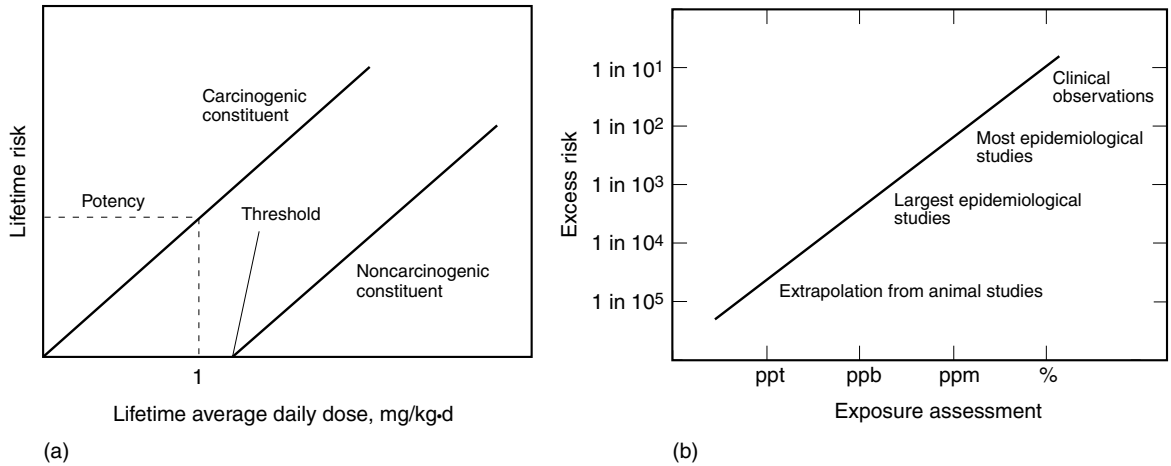 Lifetime risk
Carcinogenic
constituent
Potency
Threshold
Noncarcinogenic
constituent
1
Lifetime average daily dose, mg/kg•d
(a)
Excess risk
1 in 10¹
1 in 10²
1 in 10³
1 in 10⁴
1 in 10⁵
Clinical
observations
Most epidemiological
studies
Largest epidemiological
studies
Extrapolation from animal studies
ppt ppb ppm %
Exposure assessment
(b)